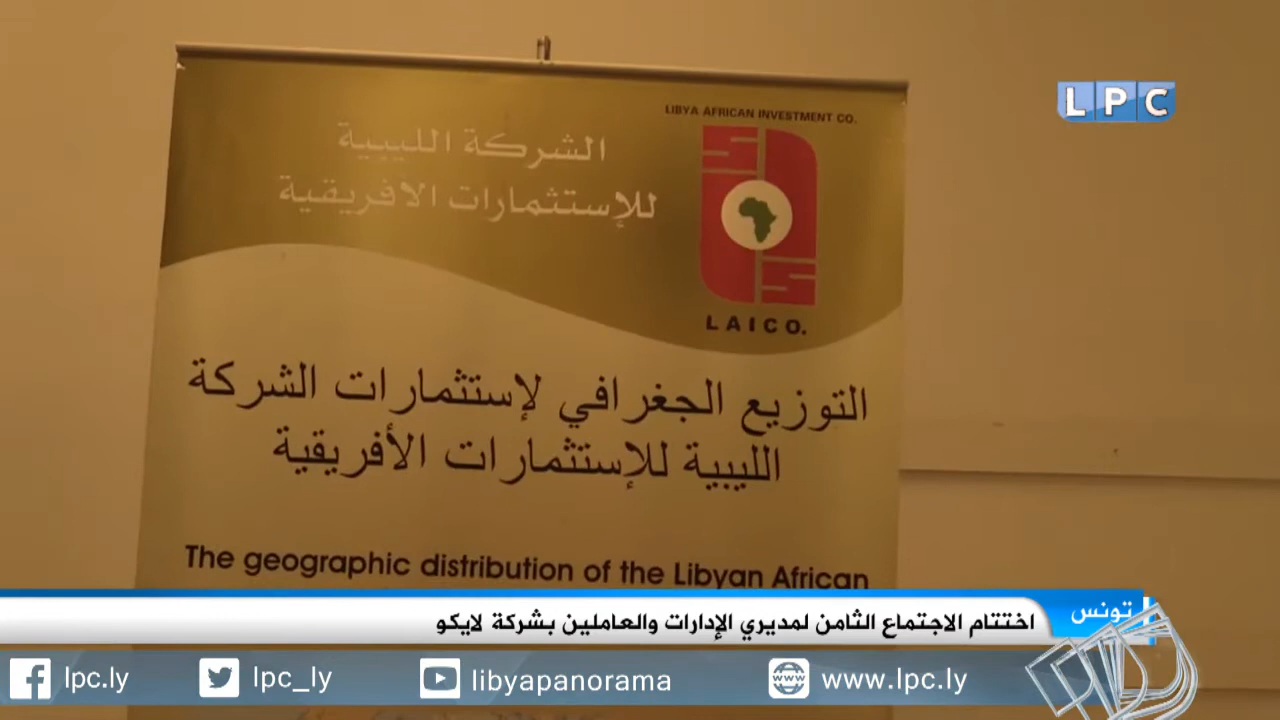 LPC
LIBYA AFRICAN INVESTMENT CO.
الشركة الليبية
للإستثمارات الافريقية
LAICO.
التوزيع الجغرافي لإستثمارات الشركة
الليبية للإستثمارات الأفريقية
The geographic distribution of the Libyan African
تونس
اختتام الاجتماع الثامن لمديري الإدارات والعاملين بشركة لايكو
lpc.ly
lpc_ly
libyapanorama
www.lpc.ly